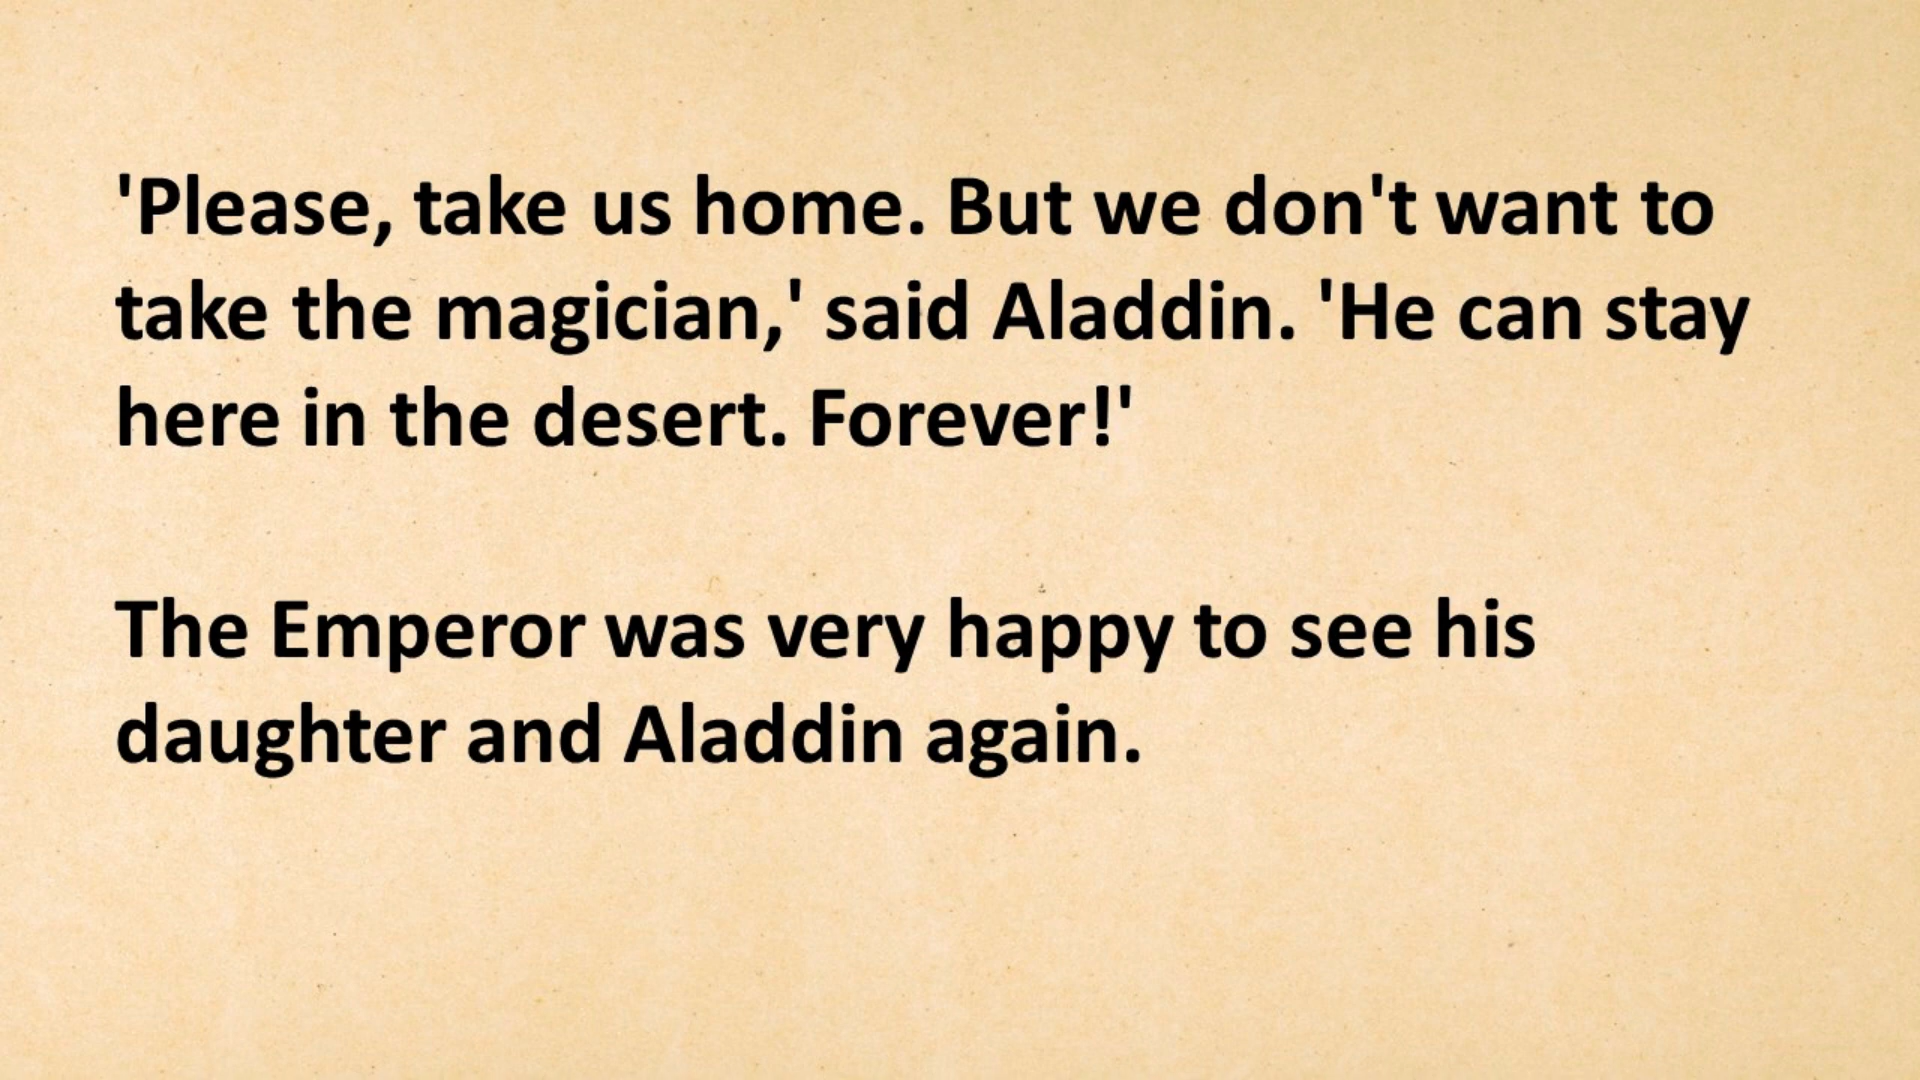 'Please, take us home. But we don't want to
take the magician,' said Aladdin. 'He can stay
here in the desert. Forever!'
The Emperor was very happy to see his
daughter and Aladdin again.